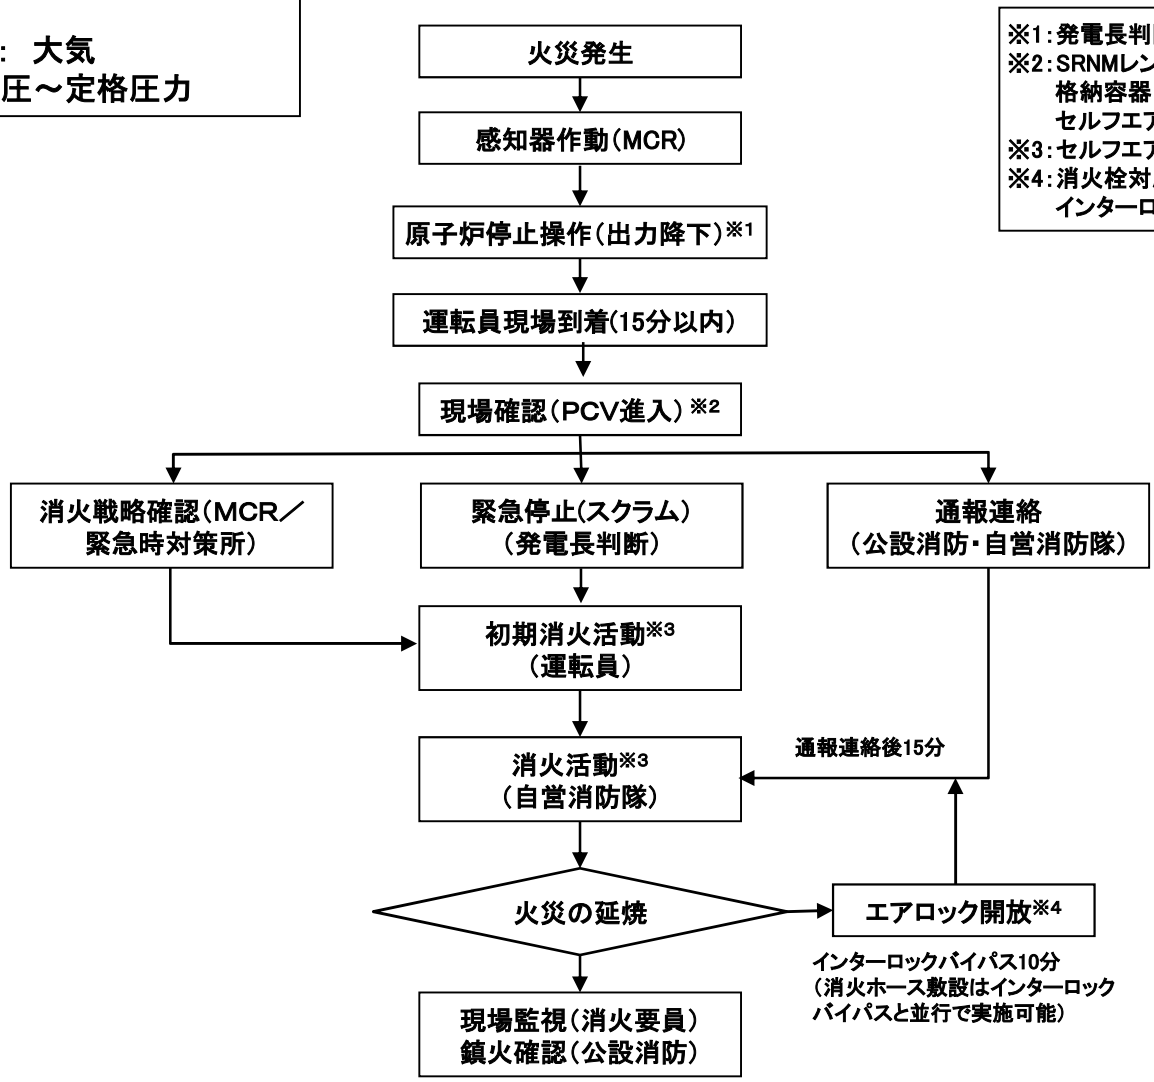 : 大気
圧～定格圧力
※1:発電長判
※2:SRNMレン
格納容器
セルフエア
※3:セルフエア
※4:消火栓対
インターロ
火災発生
感知器作動(MCR)
原子炉停止操作(出力降下)※1
運転員現場到着(15分以内)
現場確認(PCV進入)※2
消火戦略確認(MCR／
緊急時対策所)
緊急停止(スクラム)
(発電長判断)
通報連絡
(公設消防・自営消防隊)
初期消火活動※3
(運転員)
通報連絡後15分
消火活動※3
(自営消防隊)
火災の延焼
エアロック開放※4
インターロックバイパス10分
(消火ホース敷設はインターロック
バイパスと並行で実施可能)
現場監視(消火要員)
鎮火確認(公設消防)